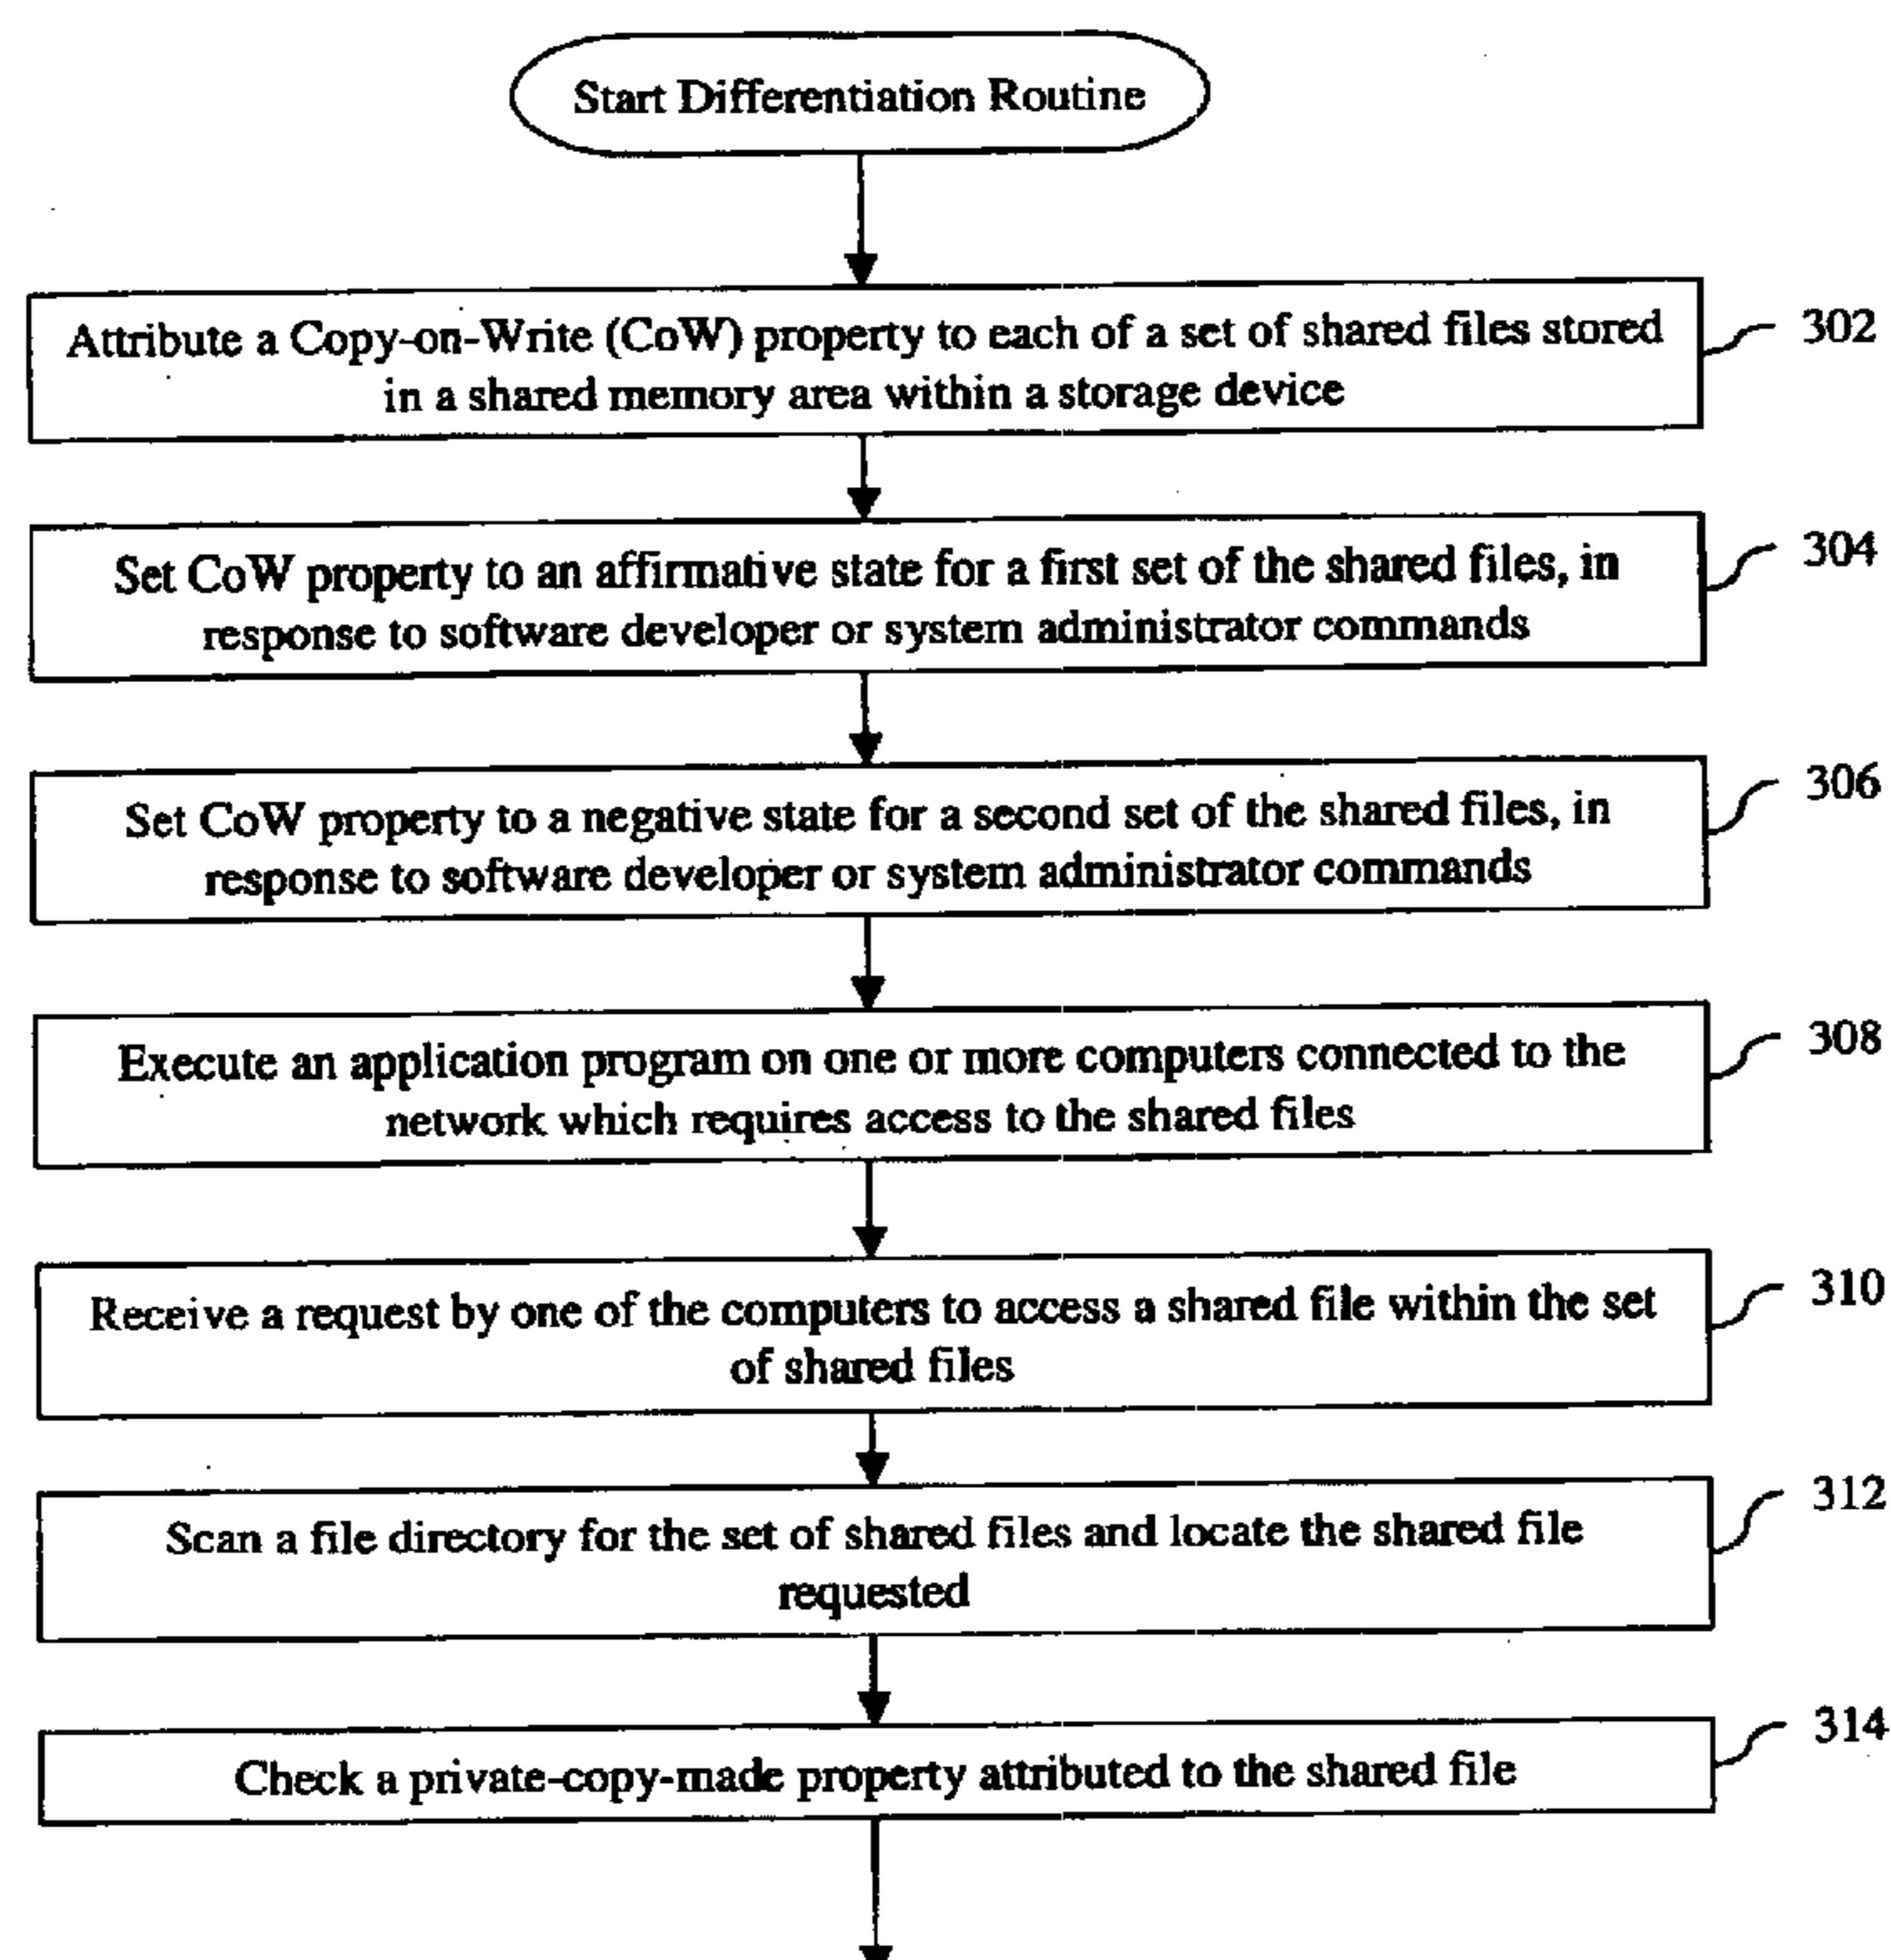 Start Differentiation Routine
Attribute a Copy-on-Write (CoW) property to each of a set of shared files stored
in a shared memory area within a storage device
302
Set CoW property to an affirmative state for a first set of the shared files, in
response to software developer or system administrator commands
304
Set CoW property to a negative state for a second set of the shared files, in
response to software developer or system administrator commands
306
Execute an application program on one or more computers connected to the
network which requires access to the shared files
308
Receive a request by one of the computers to access a shared file within the set
of shared files
310
Scan a file directory for the set of shared files and locate the shared file
requested
312
Check a private-copy-made property attributed to the shared file
314